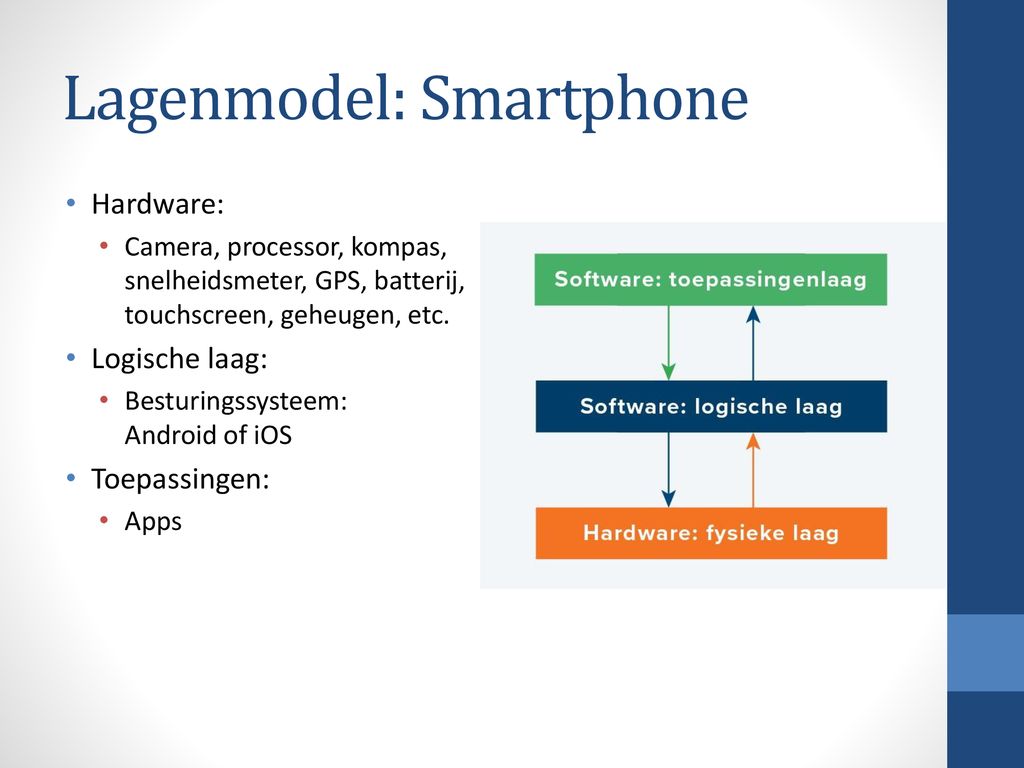 Lagenmodel: Smartphone
• Hardware:
• Camera, processor, kompas,
snelheidsmeter, GPS, batterij,
touchscreen, geheugen, etc.
• Logische laag:
• Besturingssysteem:
Android of iOS
• Toepassingen:
• Apps
Software: toepassingenlaag
Software: logische laag
Hardware: fysieke laag